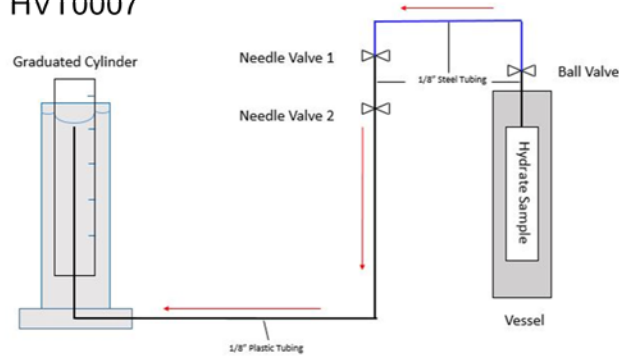 HVT0007
Graduated Cylinder
Needle Valve 1
1/8" Steel Tubing
Ball Valve
Needle Valve 2
Hydrate Sample
Vessel
1/8" Plastic Tubing